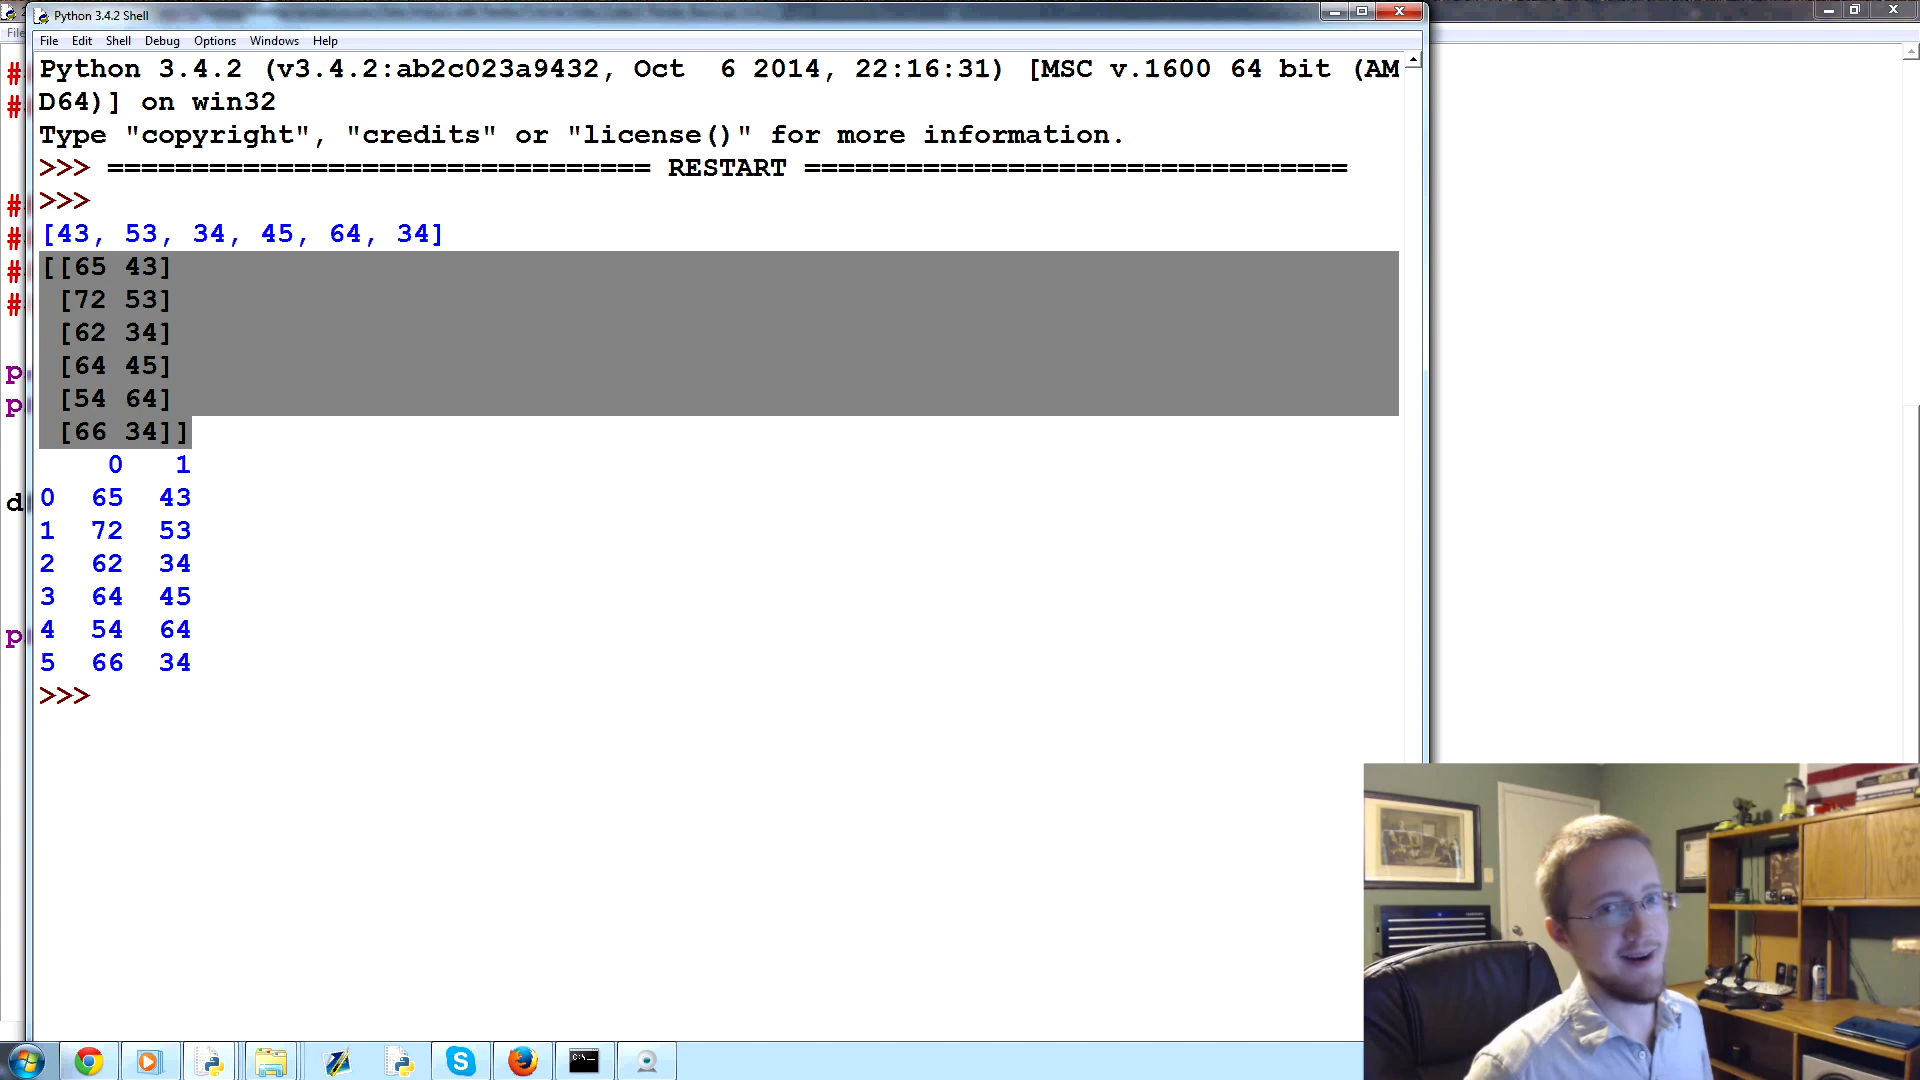 Python 3.4.2 Shell
File Edit Shell Debug Options Windows Help
Python 3.4.2 (v3.4.2:ab2c023a9432, Oct  6 2014, 22:16:31) [MSC v.1600 64 bit (AM
D64)] on win32
Type "copyright", "credits" or "license()" for more information.
>>> ================================ RESTART ================================
>>>
[43, 53, 34, 45, 64, 34]
[[65 43]
 [72 53]
 [62 34]
 [64 45]
 [54 64]
 [66 34]]
    0   1
0  65  43
1  72  53
2  62  34
3  64  45
4  54  64
5  66  34
>>>
File
#
#
#
#
#
#
p
p
d
p
C:\_